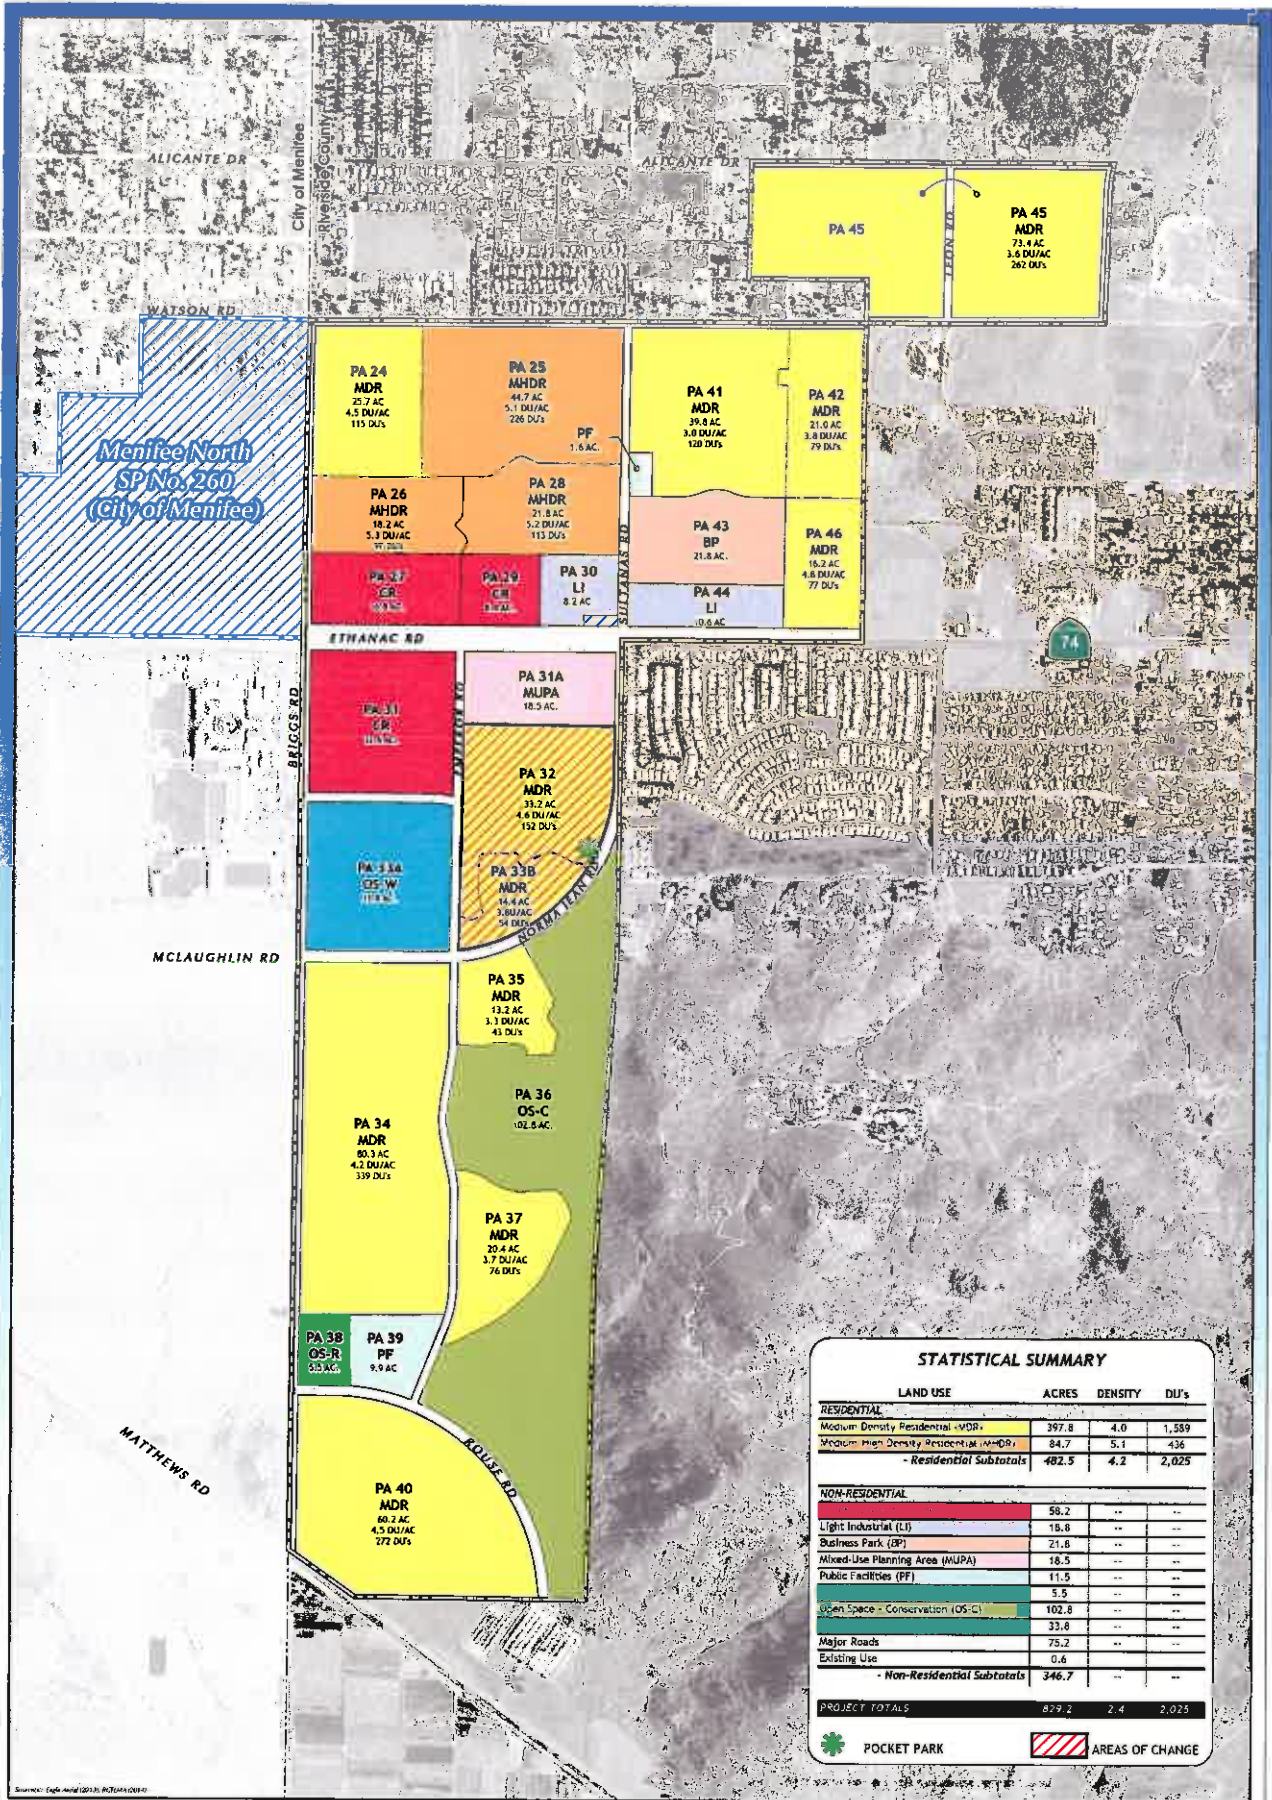 ALICANTE DR
City of Menifee
Riverside County
ALICANTE DR
PA 45
LEON RD
PA 45
MDR
73.4 AC
3.6 DU/AC
262 DU's
WATSON RD
Menifee North
SP No. 260
(City of Menifee)
PA 24
MDR
25.7 AC
4.5 DU/AC
115 DU's
PA 25
MHDR
44.7 AC
5.1 DU/AC
226 DU's
PF
1.6 AC.
PA 41
MDR
39.8 AC
3.0 DU/AC
120 DU's
PA 42
MDR
21.0 AC
3.8 DU/AC
79 DU's
PA 26
MHDR
18.2 AC
5.3 DU/AC
PA 28
MHDR
21.8 AC
5.2 DU/AC
113 DU's
SULTANAS RD
PA 43
BP
21.8 AC.
PA 46
MDR
16.2 AC
4.8 DU/AC
77 DU's
PA 27
CR
PA 29
CR
PA 30
LI
8.2 AC
PA 44
LI
10.6 AC
ETHANAC RD
74
BRIGGS RD
PA 31
CR
PA 31A
MUPA
18.5 AC.
PA 32
MDR
33.2 AC
4.6 DU/AC
152 DU's
PA 33A
OS-W
PA 33B
MDR
14.4 AC
3.8U/AC
54 DU's
NORMA JEAN RD
MCLAUGHLIN RD
PA 35
MDR
13.2 AC
3.3 DU/AC
43 DU's
PA 36
OS-C
102.8 AC.
PA 34
MDR
80.3 AC
4.2 DU/AC
339 DU's
PA 37
MDR
20.4 AC
3.7 DU/AC
76 DU's
PA 38
OS-R
5.5 AC.
PA 39
PF
9.9 AC
MATTHEWS RD
ROUSE RD
PA 40
MDR
60.2 AC
4.5 DU/AC
272 DU's
STATISTICAL SUMMARY
LAND USE ACRES DENSITY DU's
RESIDENTIAL
Medium Density Residential (MDR) 397.8 4.0 1,589
Medium High Density Residential (MHDR) 84.7 5.1 436
- Residential Subtotals 482.5 4.2 2,025
NON-RESIDENTIAL
58.2 -- --
Light Industrial (LI) 18.8 -- --
Business Park (BP) 21.8 -- --
Mixed-Use Planning Area (MUPA) 18.5 -- --
Public Facilities (PF) 11.5 -- --
5.5 -- --
Open Space - Conservation (OS-C) 102.8 -- --
33.8 -- --
Major Roads 75.2 -- --
Existing Use 0.6 -- --
- Non-Residential Subtotals 346.7 -- --
PROJECT TOTALS 829.2 2.4 2,025
POCKET PARK
AREAS OF CHANGE